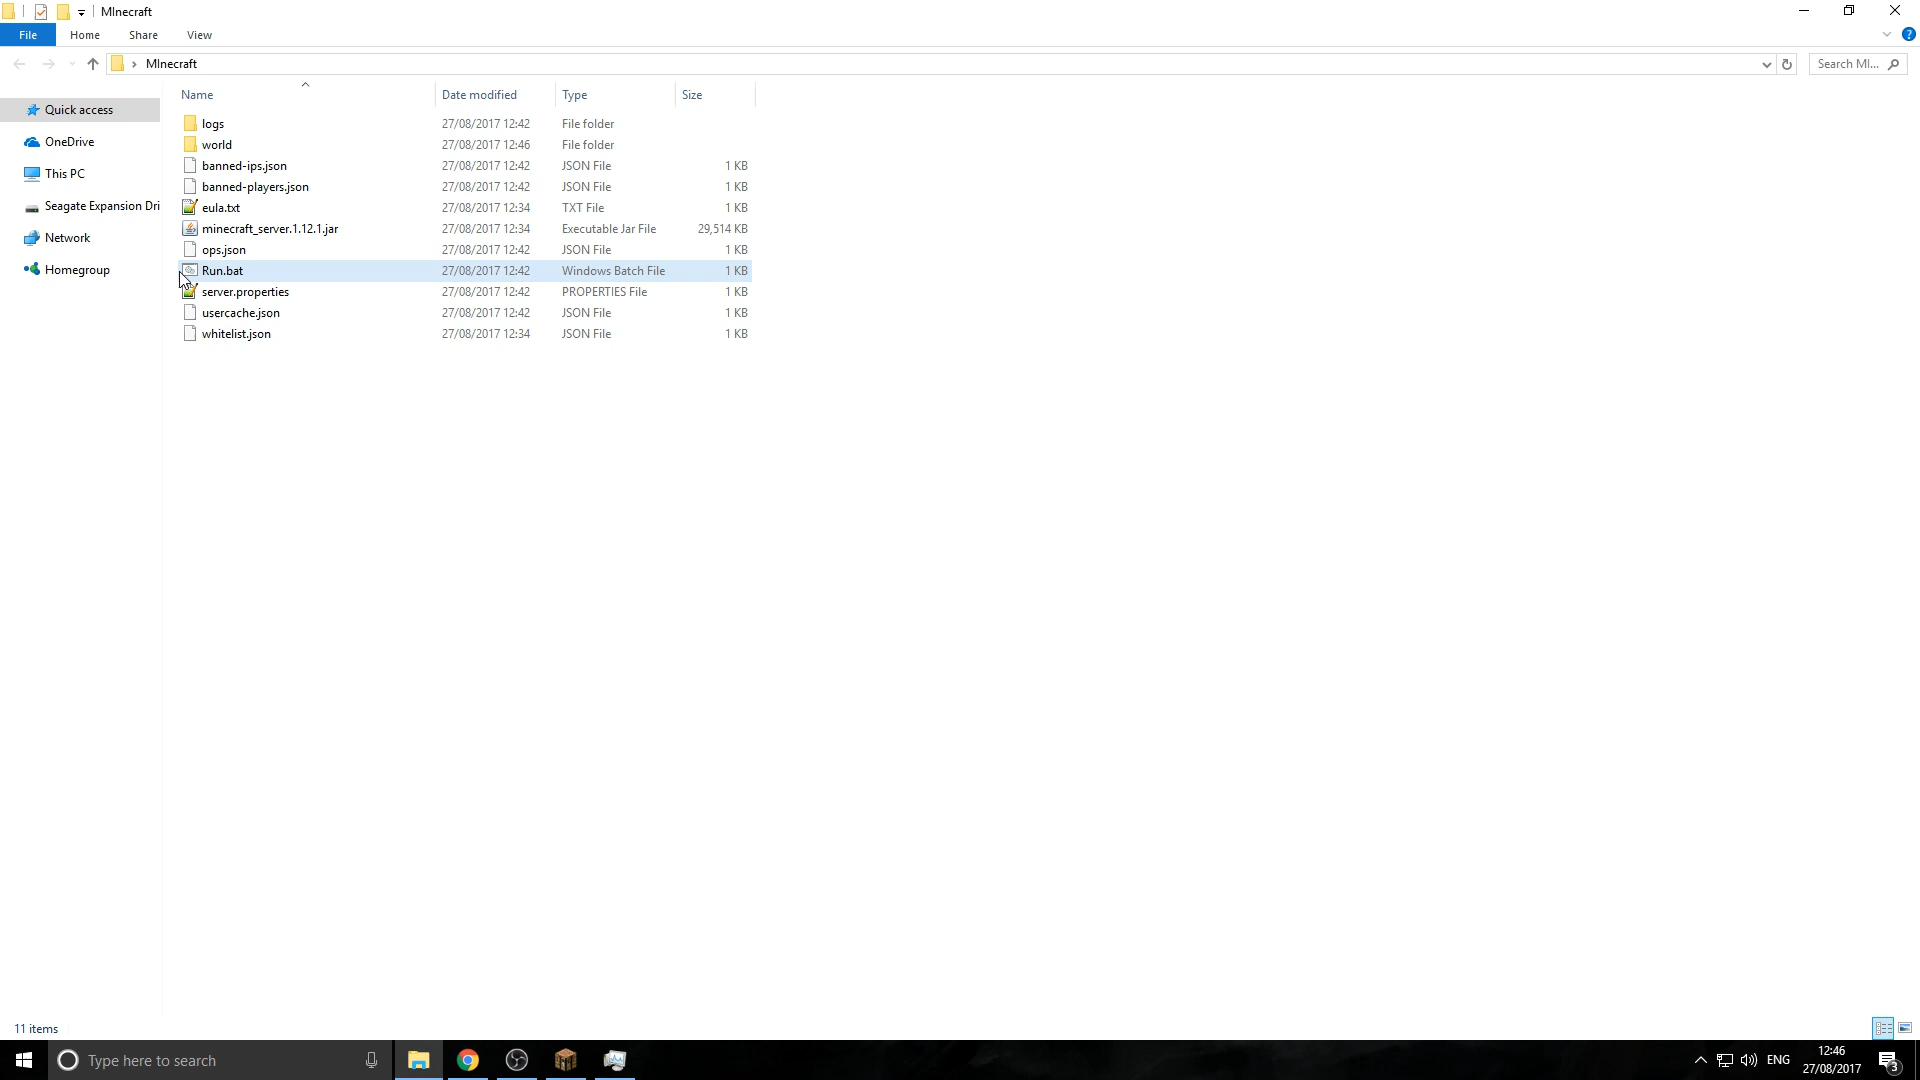 MInecraft
File Home Share View
MInecraft
Search MI...
Name Date modified Type Size
Quick access
OneDrive
This PC
Seagate Expansion Dri
Network
Homegroup
logs 27/08/2017 12:42 File folder
world 27/08/2017 12:46 File folder
banned-ips.json 27/08/2017 12:42 JSON File 1 KB
banned-players.json 27/08/2017 12:42 JSON File 1 KB
eula.txt 27/08/2017 12:34 TXT File 1 KB
minecraft_server.1.12.1.jar 27/08/2017 12:34 Executable Jar File 29,514 KB
ops.json 27/08/2017 12:42 JSON File 1 KB
Run.bat 27/08/2017 12:42 Windows Batch File 1 KB
server.properties 27/08/2017 12:42 PROPERTIES File 1 KB
usercache.json 27/08/2017 12:42 JSON File 1 KB
whitelist.json 27/08/2017 12:34 JSON File 1 KB
11 items
Type here to search
ENG
12:46
27/08/2017
3